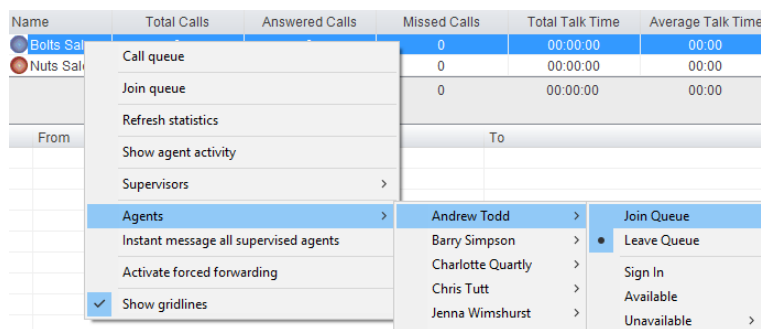 Name Total Calls Answered Calls Missed Calls Total Talk Time Average Talk Time
Bolts Sal 0 00:00:00 00:00
Nuts Sal 0 00:00:00 00:00
0 00:00:00 00:00
Call queue
Join queue
Refresh statistics
Show agent activity
Supervisors
Agents
Instant message all supervised agents
Activate forced forwarding
Show gridlines
From To
Andrew Todd
Barry Simpson
Charlotte Quartly
Chris Tutt
Jenna Wimshurst
Join Queue
Leave Queue
Sign In
Available
Unavailable